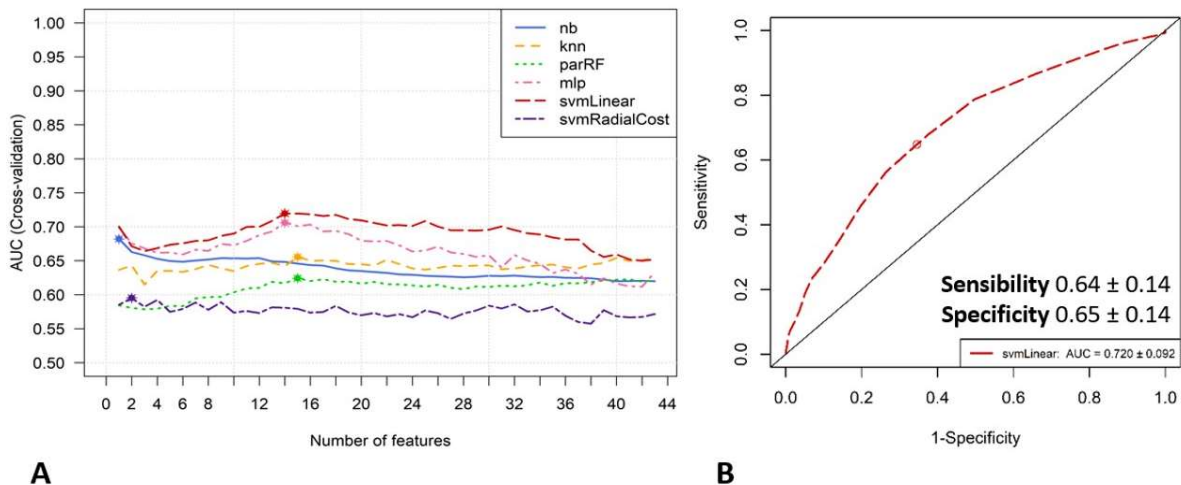 1.00
0.95
0.90
0.85
0.80
0.75
0.70
0.65
0.60
0.55
0.50
AUC (Cross-validation)
nb
knn
parRF
mlp
svmLinear
svmRadialCost
0 2 4 6 8 12 16 20 24 28 32 36 40 44
Number of features
A
1.0
0.8
0.6
0.4
0.2
0.0
Sensitivity
Sensibility 0.64 ± 0.14
Specificity 0.65 ± 0.14
svmLinear: AUC = 0.720 ± 0.092
0.0 0.2 0.4 0.6 0.8 1.0
1-Specificity
B